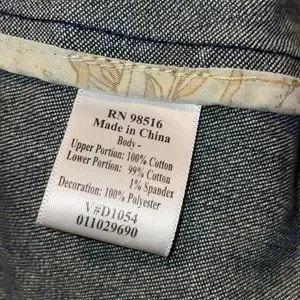 RN 98516
Made in China
Body -
Upper Portion: 100% Cotton
Lower Portion: 99% Cotton
1% Spandex
Decoration: 100% Polyester
V#D1054
011029690